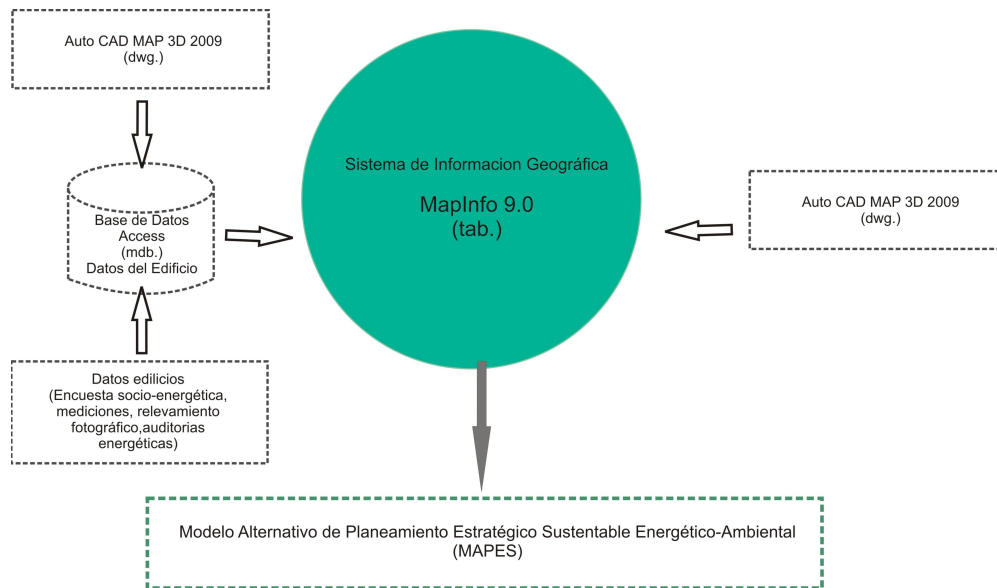 Auto CAD MAP 3D 2009
(dwg.)
Base de Datos
Access
(mdb.)
Datos del Edificio
Datos edilicios
(Encuesta socio-energética,
mediciones, relevamiento
fotográfico,auditorias
energéticas)
Sistema de Informacion Geográfica
MapInfo 9.0
(tab.)
Auto CAD MAP 3D 2009
(dwg.)
Modelo Alternativo de Planeamiento Estratégico Sustentable Energético-Ambiental
(MAPES)